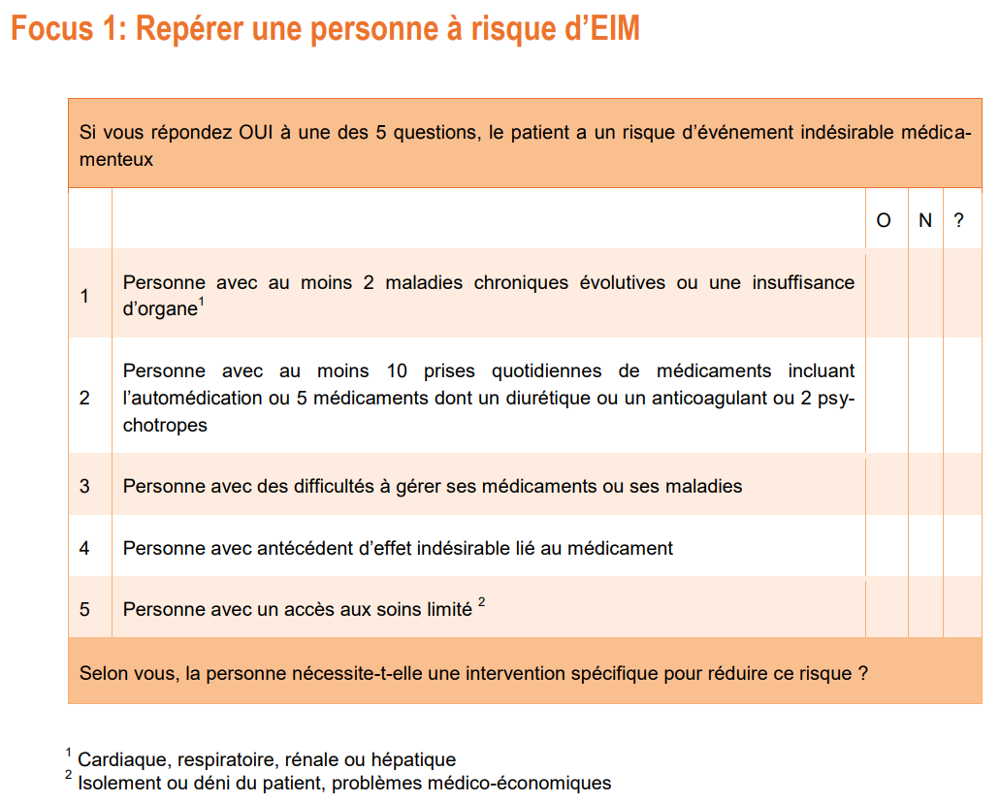 Focus 1: Repérer une personne à risque d’EIM
Si vous répondez OUI à une des 5 questions, le patient a un risque d’événement indésirable médica-
menteux
O N ?
1 Personne avec au moins 2 maladies chroniques évolutives ou une insuffisance
d’organe¹
2 Personne avec au moins 10 prises quotidiennes de médicaments incluant
l’automédication ou 5 médicaments dont un diurétique ou un anticoagulant ou 2 psy-
chotropes
3 Personne avec des difficultés à gérer ses médicaments ou ses maladies
4 Personne avec antécédent d’effet indésirable lié au médicament
5 Personne avec un accès aux soins limité ²
Selon vous, la personne nécessite-t-elle une intervention spécifique pour réduire ce risque ?
¹ Cardiaque, respiratoire, rénale ou hépatique
² Isolement ou déni du patient, problèmes médico-économiques